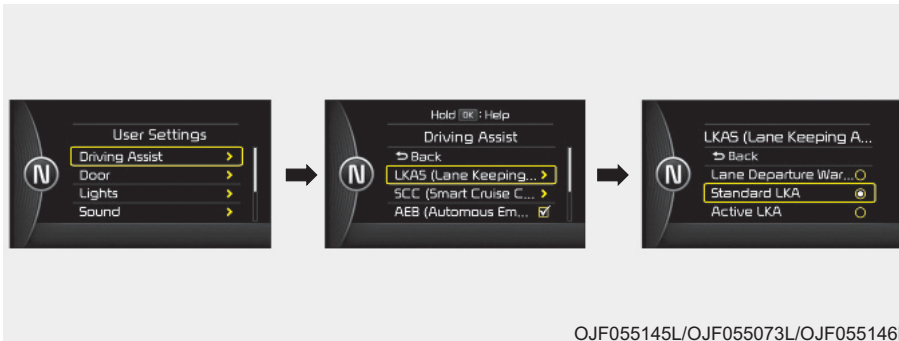 User Settings
Driving Assist >
Door >
Lights >
Sound >
N
Hold OK : Help
Driving Assist
Back
LKAS (Lane Keeping... >
SCC (Smart Cruise C... >
AEB (Automous Em...
N
LKAS (Lane Keeping A...
Back
Lane Departure War...
Standard LKA
Active LKA
N
OJF055145L/OJF055073L/OJF055146